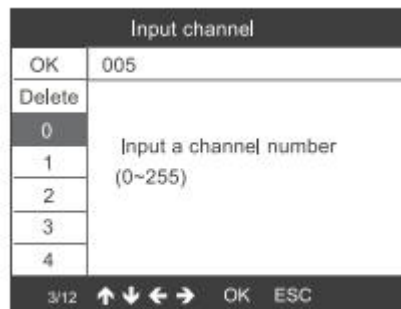 Input channel
OK 005
Delete
0
Input a channel number
1
(0~255)
2
3
4
3/12 ↑ ↓ ← → OK ESC